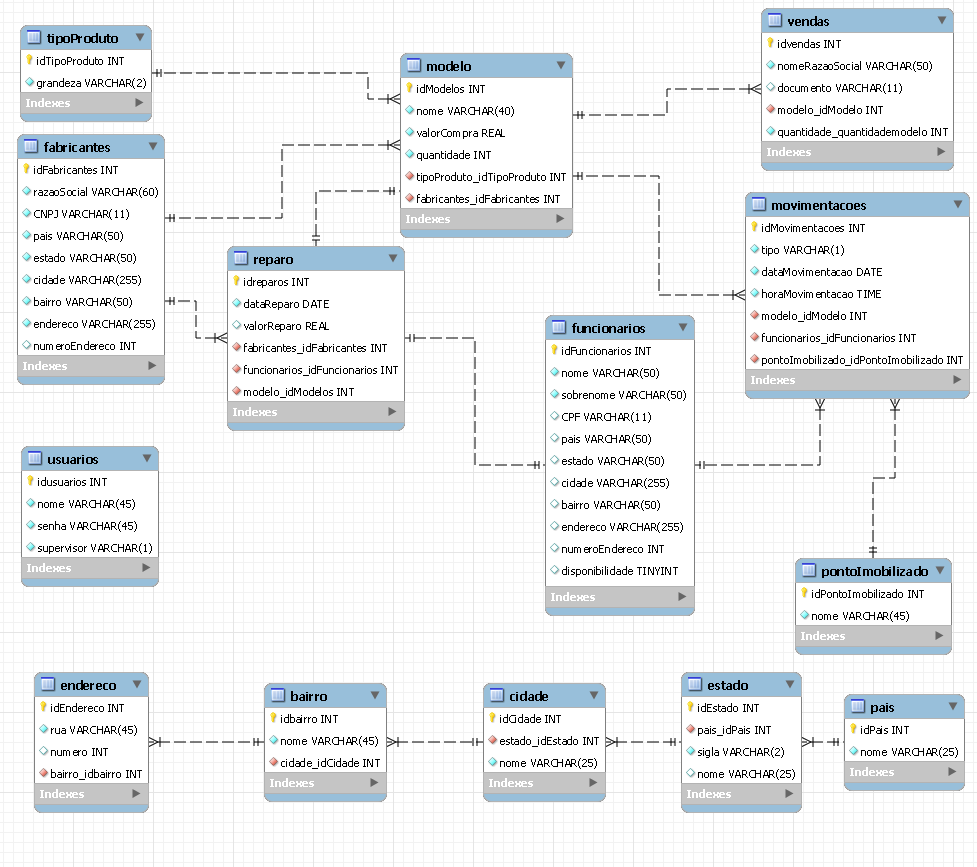 tipoProduto
idTipoProduto INT
grandeza VARCHAR(2)
Indexes
fabricantes
idFabricantes INT
razaoSocial VARCHAR(60)
CNPJ VARCHAR(11)
pais VARCHAR(50)
estado VARCHAR(50)
cidade VARCHAR(255)
bairro VARCHAR(50)
endereco VARCHAR(255)
numeroEndereco INT
Indexes
modelo
idModelos INT
nome VARCHAR(40)
valorCompra REAL
quantidade INT
tipoProduto_idTipoProduto INT
fabricantes_idFabricantes INT
Indexes
vendas
idvendas INT
nomeRazaoSocial VARCHAR(50)
documento VARCHAR(11)
modelo_idModelo INT
quantidade_quantidademodelo INT
Indexes
movimentacoes
idMovimentacoes INT
tipo VARCHAR(1)
dataMovimentacao DATE
horaMovimentacao TIME
modelo_idModelo INT
funcionarios_idFuncionarios INT
pontoImobilizado_idPontoImobilizado INT
Indexes
reparo
idreparos INT
dataReparo DATE
valorReparo REAL
fabricantes_idFabricantes INT
funcionarios_idFuncionarios INT
modelo_idModelos INT
Indexes
funcionarios
idFuncionarios INT
nome VARCHAR(50)
sobrenome VARCHAR(50)
CPF VARCHAR(11)
pais VARCHAR(50)
estado VARCHAR(50)
cidade VARCHAR(255)
bairro VARCHAR(50)
endereco VARCHAR(255)
numeroEndereco INT
disponibilidade TINYINT
Indexes
usuarios
idusuarios INT
nome VARCHAR(45)
senha VARCHAR(45)
supervisor VARCHAR(1)
Indexes
pontoImobilizado
idPontoImobilizado INT
nome VARCHAR(45)
Indexes
endereco
idEndereco INT
rua VARCHAR(45)
numero INT
bairro_idbairro INT
Indexes
bairro
idbairro INT
nome VARCHAR(45)
cidade_idCidade INT
Indexes
cidade
idCidade INT
estado_idEstado INT
nome VARCHAR(25)
Indexes
estado
idEstado INT
pais_idPais INT
sigla VARCHAR(2)
nome VARCHAR(25)
Indexes
pais
idPais INT
nome VARCHAR(25)
Indexes